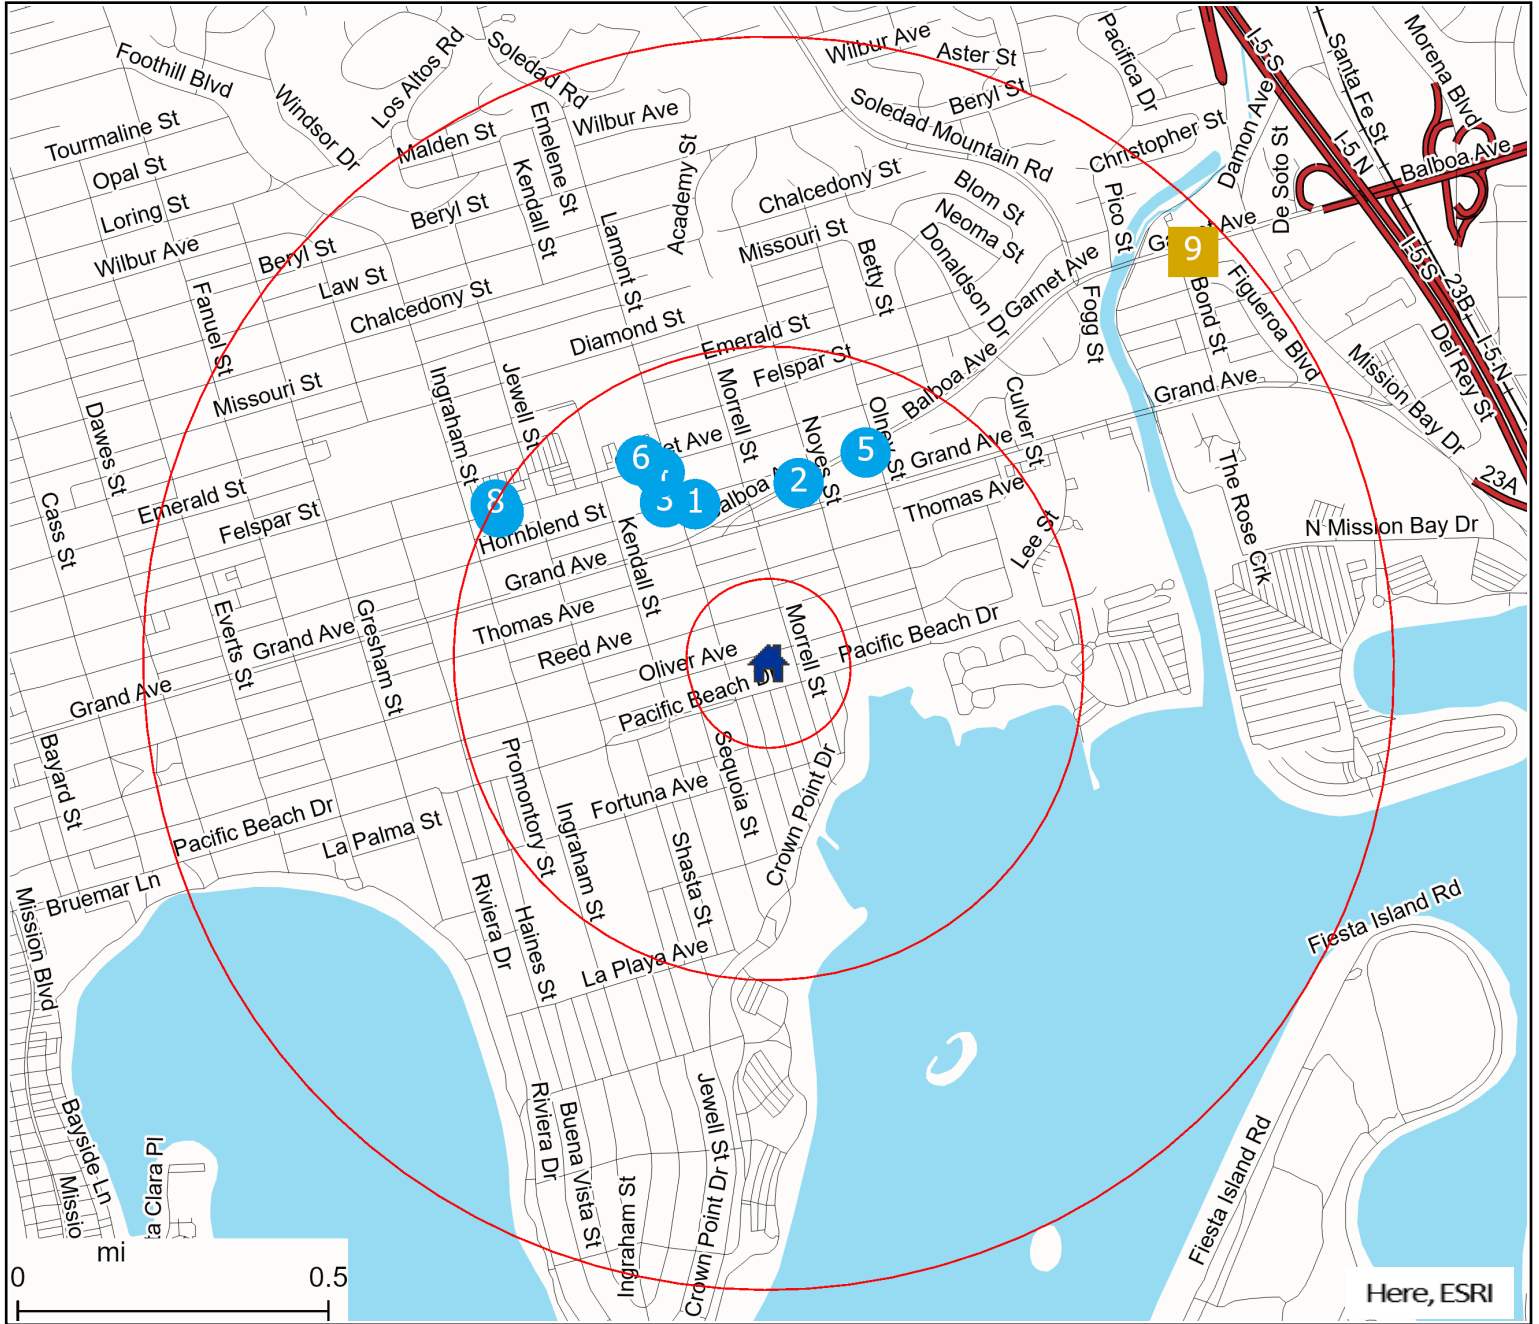 Wilbur Ave
Aster St
Pacifica Dr
I-5 S
Santa Fe St
Morena Blvd
Foothill Blvd
Los Altos Rd
Soledad Rd
Windsor Dr
Beryl St
Soledad Mountain Rd
Damon Ave
Tourmaline St
Malden St
Emelene St
Wilbur Ave
Christopher St
De Soto St
I-5 N
Balboa Ave
Opal St
Kendall St
Academy St
Chalcedony St
Blom St
Pico St
Loring St
Beryl St
Lamont St
Missouri St
Neoma St
Ave
9
Wilbur Ave
Beryl St
Law St
Betty St
Donaldson Dr
Garnet Ave
I-5 S
23B
Fanuel St
Chalcedony St
Fogg St
Bond St
Figueroa Blvd
Diamond St
Emerald St
I-5 N
Del Rey St
Missouri St
Ingraham St
Jewell St
Morrell St
Felspar St
Balboa Ave
Culver St
Grand Ave
Mission Bay Dr
Dawes St
Noyes St
Olney St
6
et Ave
5
Grand Ave
Cass St
Emerald St
Felspar St
8
Hornblend St
3
1
2
Thomas Ave
The Rose Crk
23A
Lee St
N Mission Bay Dr
Grand Ave
Kendall St
Everts St
Grand Ave
Gresham St
Thomas Ave
Reed Ave
Oliver Ave
Morrell St
Pacific Beach Dr
Grand Ave
Pacific Beach Dr
Bayard St
Promontory St
Sequoia St
Crown Point Dr
Pacific Beach Dr
La Palma St
Fortuna Ave
Ingraham St
Shasta St
Bruemar Ln
Mission Blvd
Riviera Dr
Haines St
La Playa Ave
Fiesta Island Rd
Bayside Ln
Riviera Dr
Buena Vista St
Jewell St
Fiesta Island Rd
ta Clara Pl
Missio
Ingraham St
Crown Point Dr
mi
0
0.5
Here, ESRI